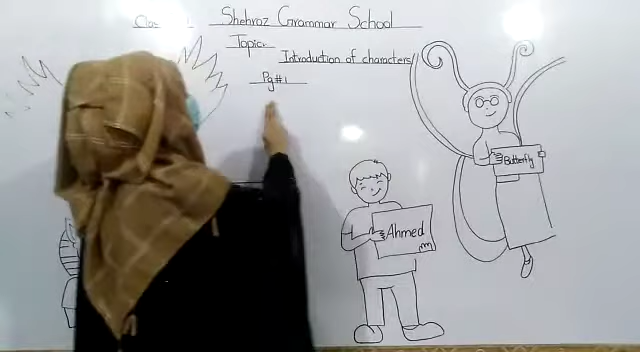 Shehroz Grammar School
Topic
Introduction of characters
Pg#1
Butterfly
Ahmed